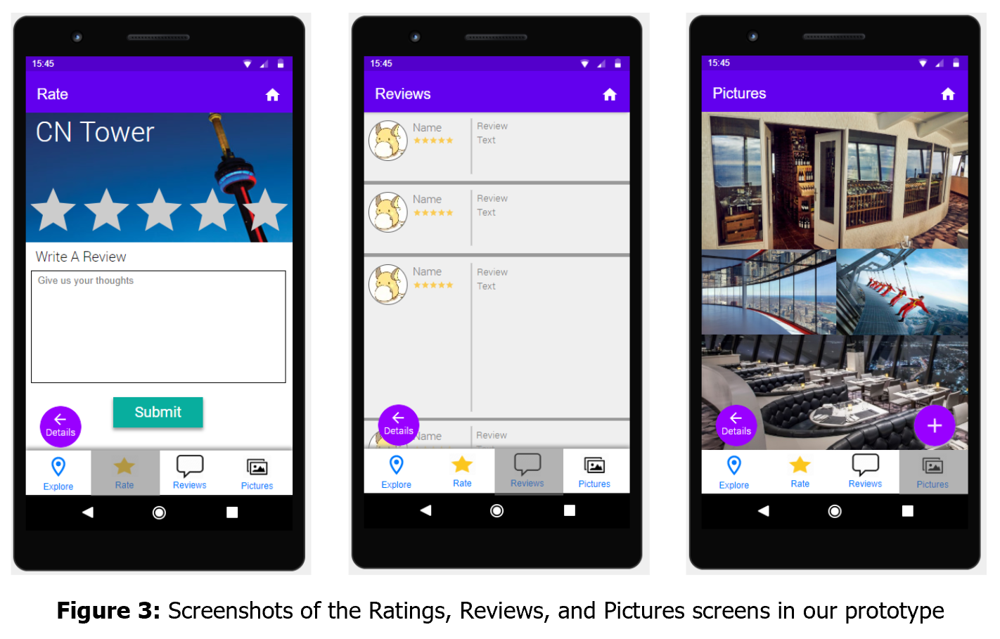 15:45
Rate
CN Tower
Write A Review
Give us your thoughts
Submit
Details
Explore
Rate
Reviews
Pictures
15:45
Reviews
Name
Review
Text
Name
Review
Text
Name
Review
Text
Name
Review
Text
Details
Explore
Rate
Reviews
Pictures
15:45
Pictures
Details
Explore
Rate
Reviews
Pictures
Figure 3: Screenshots of the Ratings, Reviews, and Pictures screens in our prototype